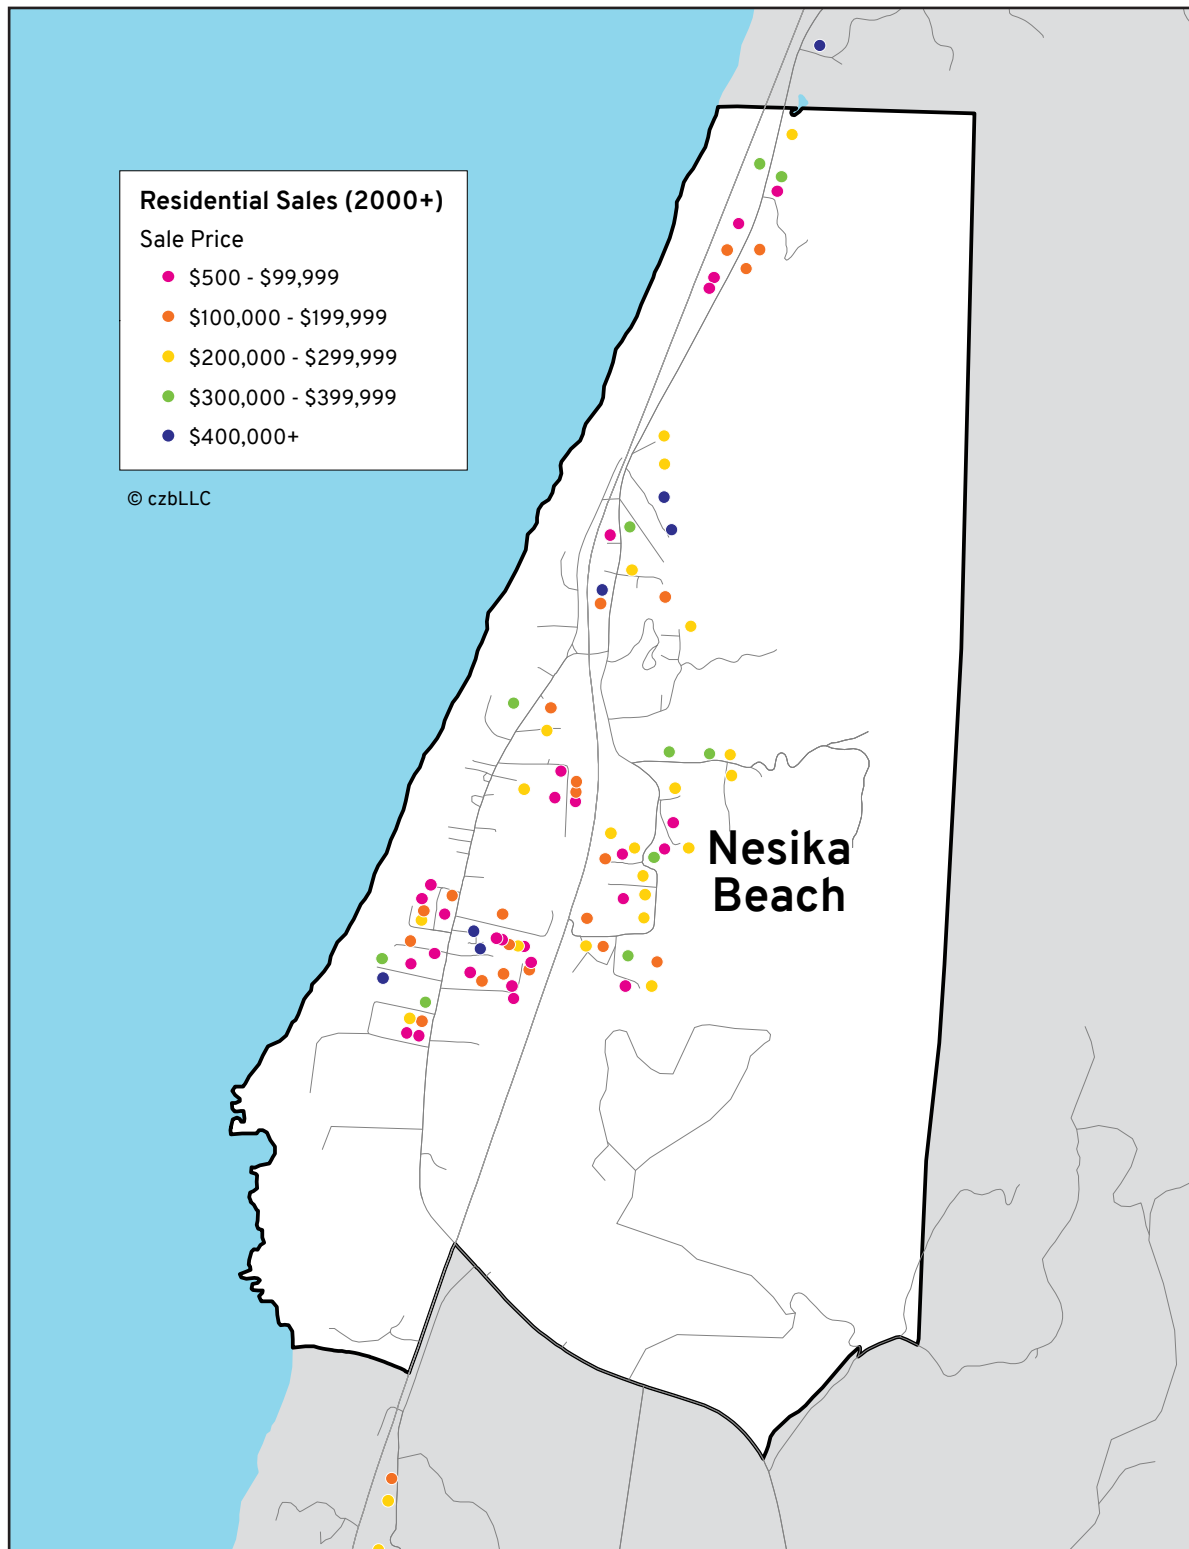 Residential Sales (2000+)
Sale Price
$500 - $99,999
$100,000 - $199,999
$200,000 - $299,999
$300,000 - $399,999
$400,000+
© czbLLC
Nesika
Beach